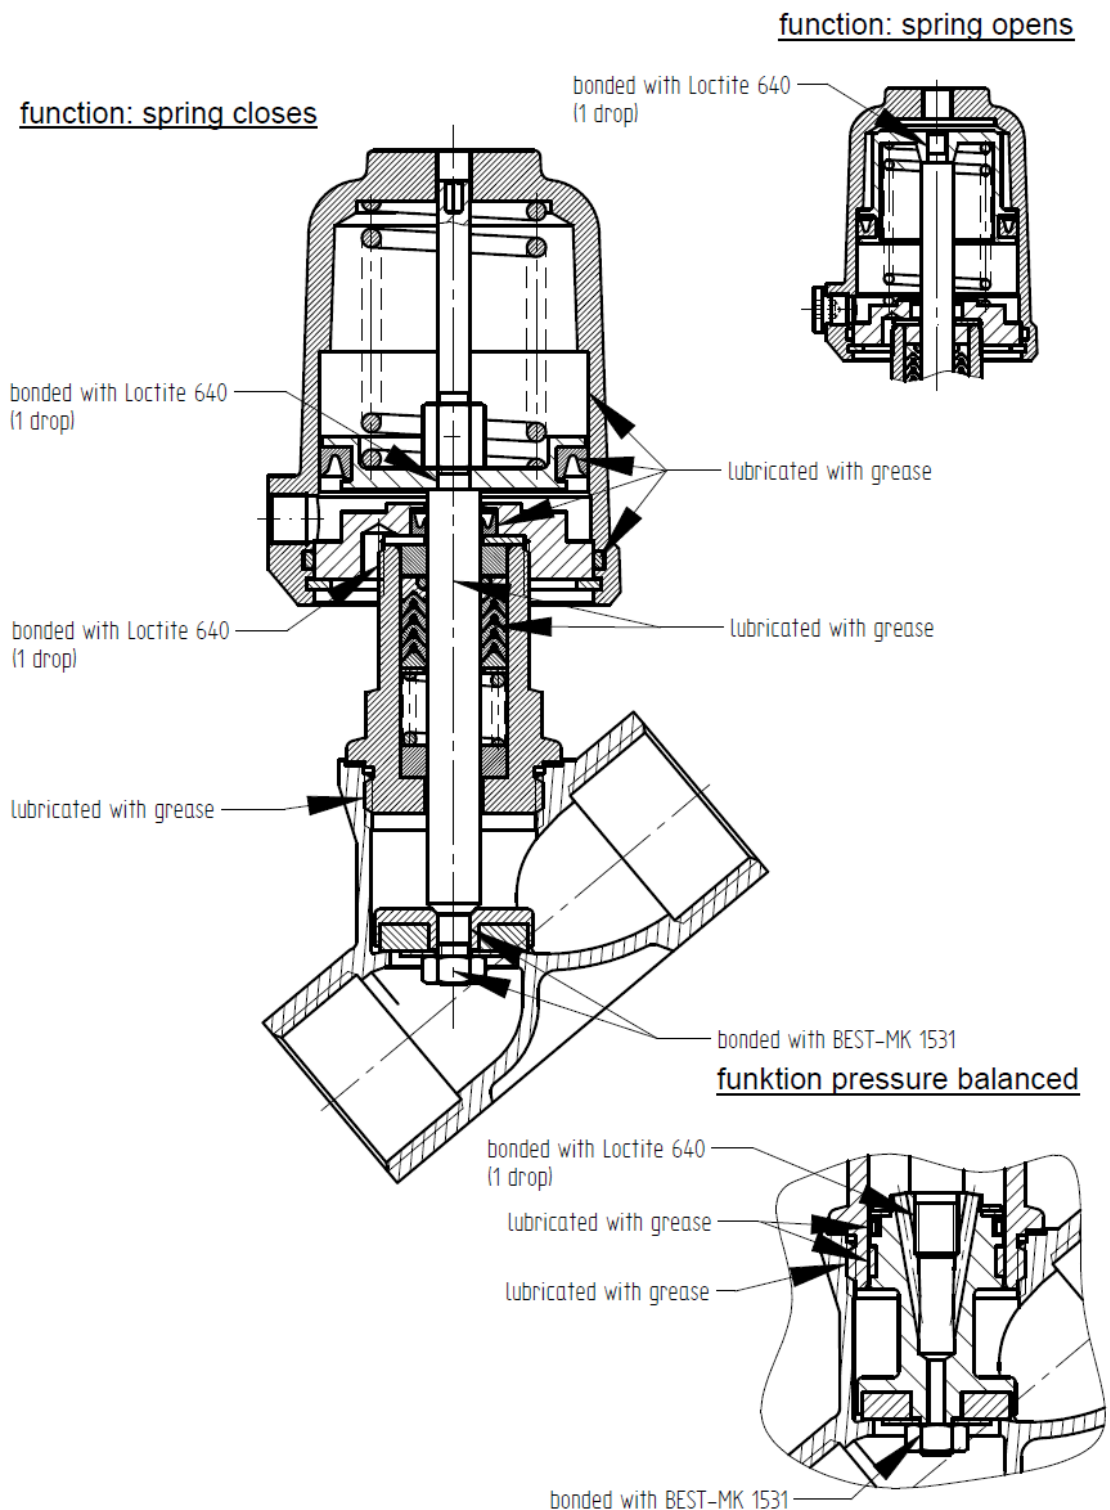 function: spring opens
bonded with Loctite 640
(1 drop)
function: spring closes
bonded with Loctite 640
(1 drop)
lubricated with grease
bonded with Loctite 640
(1 drop)
lubricated with grease
lubricated with grease
bonded with BEST-MK 1531
funktion pressure balanced
bonded with Loctite 640
(1 drop)
lubricated with grease
lubricated with grease
bonded with BEST-MK 1531